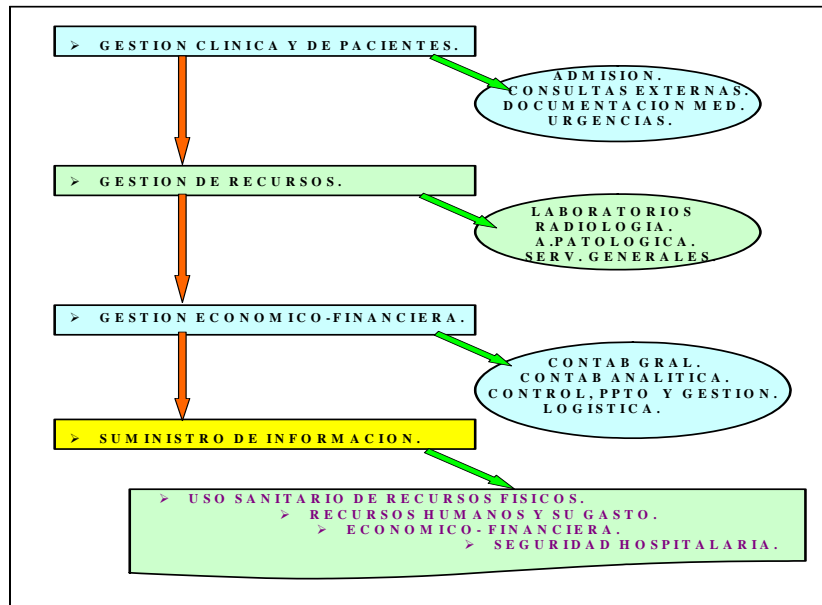 ➢ GESTION CLINICA Y DE PACIENTES.
ADMISION.
CONSULTAS EXTERNAS.
DOCUMENTACION MED.
URGENCIAS.
➢ GESTION DE RECURSOS.
LABORATORIOS
RADIOLOGIA.
A.PATOLOGICA.
SERV. GENERALES.
➢ GESTION ECONOMICO-FINANCIERA.
CONTAB GRAL.
CONTAB ANALITICA.
CONTROL, PPTO Y GESTION.
LOGISTICA.
➢ SUMINISTRO DE INFORMACION.
➢ USO SANITARIO DE RECURSOS FISICOS.
➢ RECURSOS HUMANOS Y SU GASTO.
➢ ECONOMICO-FINANCIERA.
➢ SEGURIDAD HOSPITALARIA.